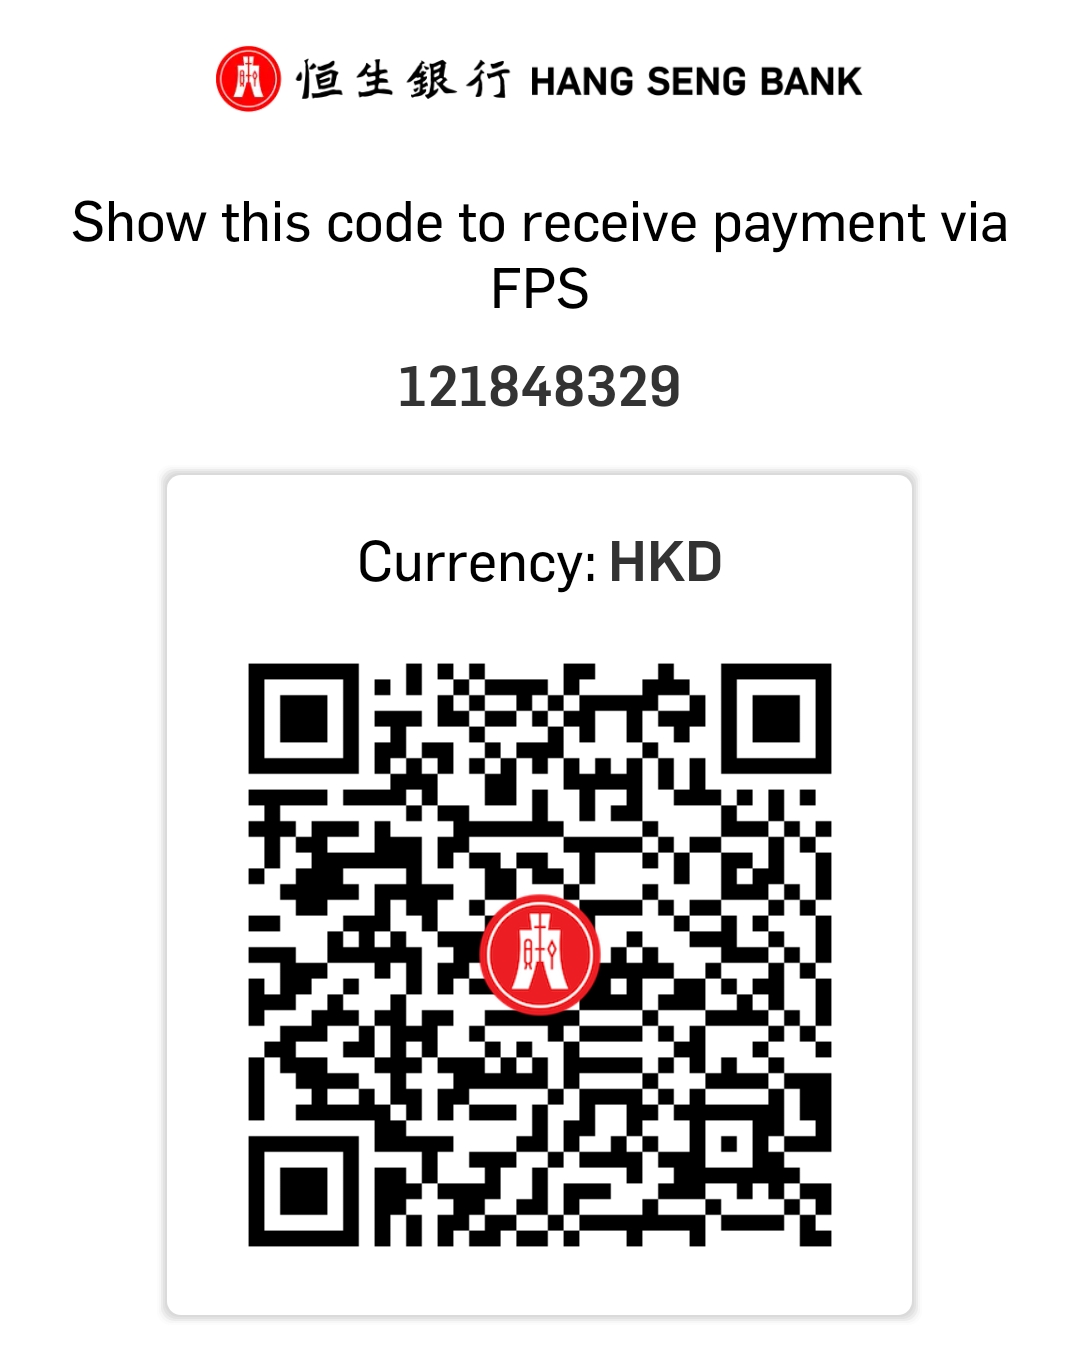 恒生銀行 HANG SENG BANK
Show this code to receive payment via
FPS
121848329
Currency: HKD